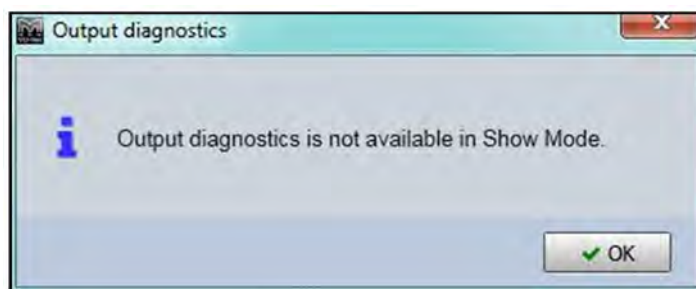 Output diagnostics
Output diagnostics is not available in Show Mode.
OK